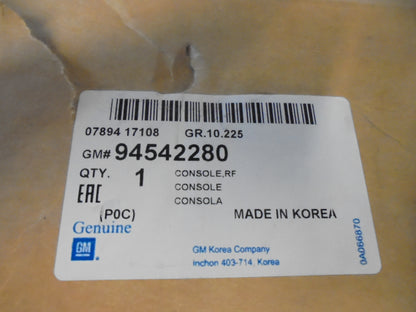 07894 17108 GR.10.225
GM# 94542280
QTY. 1 CONSOLE,RF
EAC CONSOLE
CONSOLA
(P0C) MADE IN KOREA
Genuine
GM
GM Korea Company
Inchon 403-714, Korea
0A066870